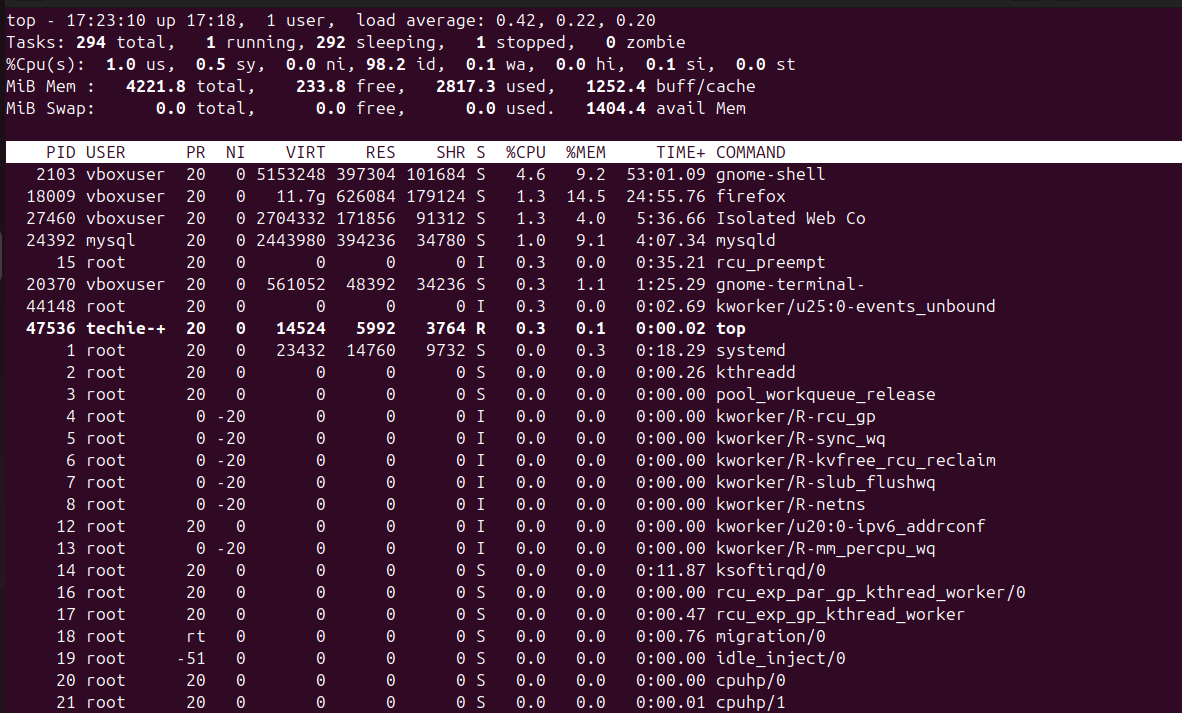 top - 17:23:10 up 17:18,  1 user,  load average: 0.42, 0.22, 0.20
Tasks: 294 total,   1 running, 292 sleeping,   1 stopped,   0 zombie
%Cpu(s):  1.0 us,  0.5 sy,  0.0 ni, 98.2 id,  0.1 wa,  0.0 hi,  0.1 si,  0.0 st
MiB Mem :   4221.8 total,    233.8 free,   2817.3 used,   1252.4 buff/cache
MiB Swap:      0.0 total,      0.0 free,      0.0 used.   1404.4 avail Mem
    PID USER      PR  NI    VIRT    RES    SHR S  %CPU  %MEM     TIME+ COMMAND
   2103 vboxuser  20   0 5153248 397304 101684 S   4.6   9.2  53:01.09 gnome-shell
  18009 vboxuser  20   0   11.7g 626084 179124 S   1.3  14.5  24:55.76 firefox
  27460 vboxuser  20   0 2704332 171856  91312 S   1.3   4.0   5:36.66 Isolated Web Co
  24392 mysql     20   0 2443980 394236  34780 S   1.0   9.1   4:07.34 mysqld
     15 root      20   0       0      0      0 I   0.3   0.0   0:35.21 rcu_preempt
  20370 vboxuser  20   0  561052  48392  34236 S   0.3   1.1   1:25.29 gnome-terminal-
  44148 root      20   0       0      0      0 I   0.3   0.0   0:02.69 kworker/u25:0-events_unbound
  47536 techie-+  20   0   14524   5992   3764 R   0.3   0.1   0:00.02 top
      1 root      20   0   23432  14760   9732 S   0.0   0.3   0:18.29 systemd
      2 root      20   0       0      0      0 S   0.0   0.0   0:00.26 kthreadd
      3 root      20   0       0      0      0 S   0.0   0.0   0:00.00 pool_workqueue_release
      4 root       0 -20       0      0      0 I   0.0   0.0   0:00.00 kworker/R-rcu_gp
      5 root       0 -20       0      0      0 I   0.0   0.0   0:00.00 kworker/R-sync_wq
      6 root       0 -20       0      0      0 I   0.0   0.0   0:00.00 kworker/R-kvfree_rcu_reclaim
      7 root       0 -20       0      0      0 I   0.0   0.0   0:00.00 kworker/R-slub_flushwq
      8 root       0 -20       0      0      0 I   0.0   0.0   0:00.00 kworker/R-netns
     12 root      20   0       0      0      0 I   0.0   0.0   0:00.00 kworker/u20:0-ipv6_addrconf
     13 root       0 -20       0      0      0 I   0.0   0.0   0:00.00 kworker/R-mm_percpu_wq
     14 root      20   0       0      0      0 S   0.0   0.0   0:11.87 ksoftirqd/0
     16 root      20   0       0      0      0 S   0.0   0.0   0:00.00 rcu_exp_par_gp_kthread_worker/0
     17 root      20   0       0      0      0 S   0.0   0.0   0:00.47 rcu_exp_gp_kthread_worker
     18 root      rt   0       0      0      0 S   0.0   0.0   0:00.76 migration/0
     19 root     -51   0       0      0      0 S   0.0   0.0   0:00.00 idle_inject/0
     20 root      20   0       0      0      0 S   0.0   0.0   0:00.00 cpuhp/0
     21 root      20   0       0      0      0 S   0.0   0.0   0:00.01 cpuhp/1